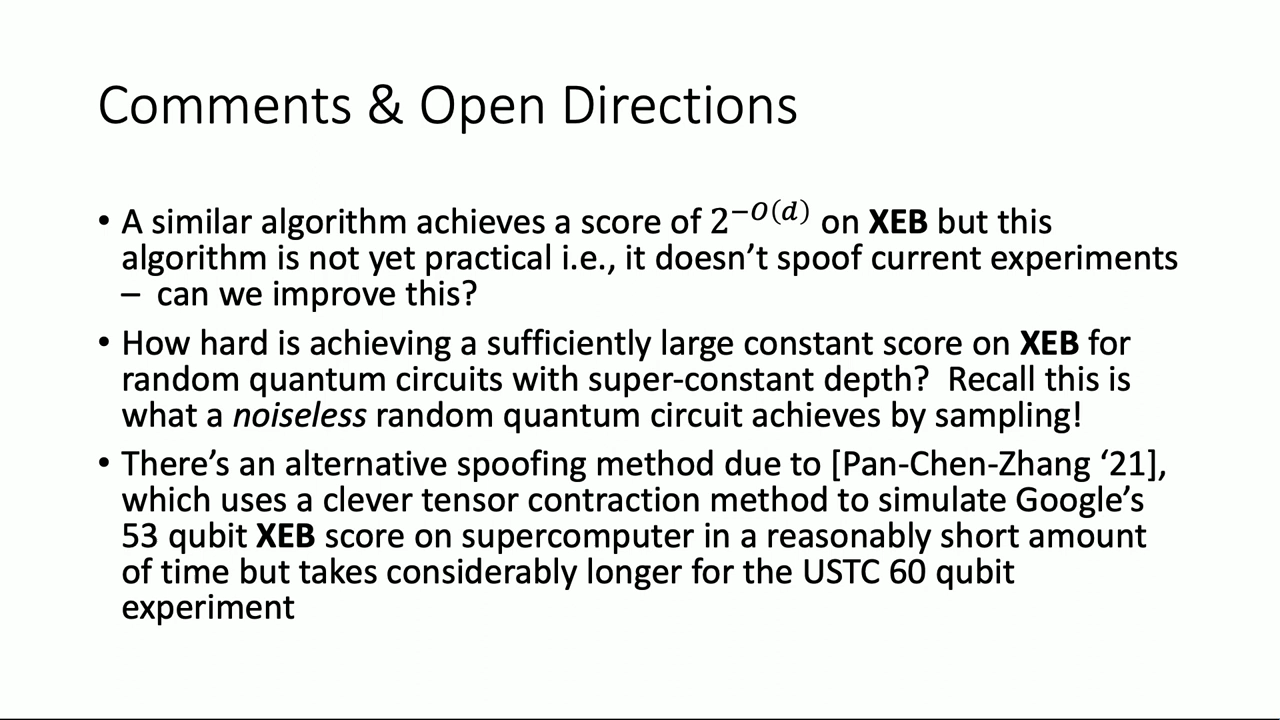 Comments & Open Directions
• A similar algorithm achieves a score of 2^{-O(d)} on XEB but this
algorithm is not yet practical i.e., it doesn’t spoof current experiments
– can we improve this?
• How hard is achieving a sufficiently large constant score on XEB for
random quantum circuits with super-constant depth? Recall this is
what a noiseless random quantum circuit achieves by sampling!
• There’s an alternative spoofing method due to [Pan-Chen-Zhang ‘21],
which uses a clever tensor contraction method to simulate Google’s
53 qubit XEB score on supercomputer in a reasonably short amount
of time but takes considerably longer for the USTC 60 qubit
experiment